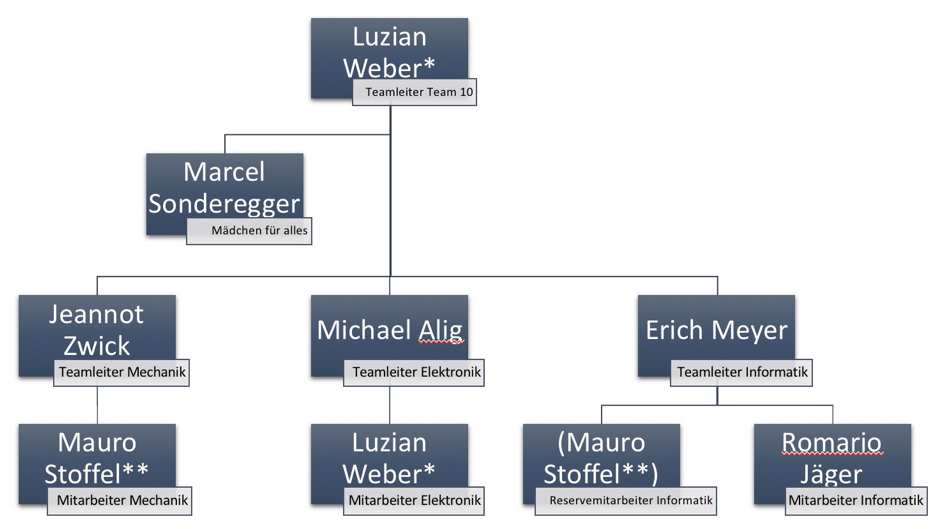 Luzian
Weber*
Teamleiter Team 10
Marcel
Sonderegger
Mädchen für alles
Jeannot
Zwick
Teamleiter Mechanik
Michael Alig
Teamleiter Elektronik
Erich Meyer
Teamleiter Informatik
Mauro
Stoffel**
Mitarbeiter Mechanik
Luzian
Weber*
Mitarbeiter Elektronik
(Mauro
Stoffel**)
Reservemitarbeiter Informatik
Romario
Jäger
Mitarbeiter Informatik